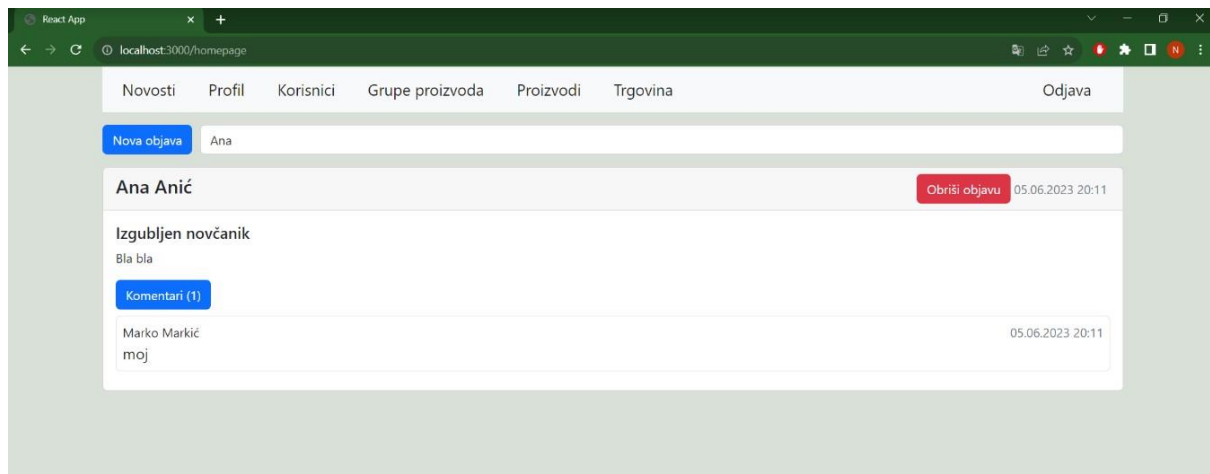 React App
localhost:3000/homepage
N
Novosti Profil Korisnici Grupe proizvoda Proizvodi Trgovina Odjava
Nova objava Ana
Ana Anić Obriši objavu 05.06.2023 20:11
Izgubljen novčanik
Bla bla
Komentari (1)
Marko Markić 05.06.2023 20:11
moj